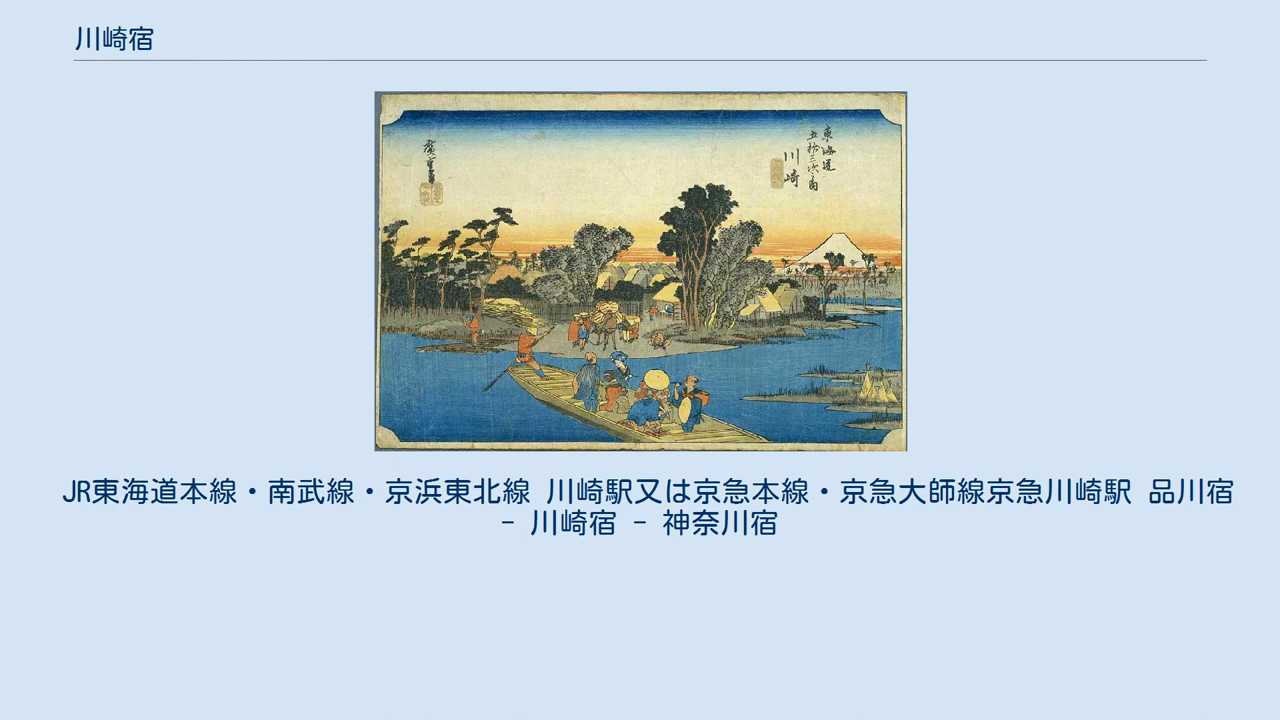 川崎宿
東海道
五拾三次之内
川崎
廣重画
JR東海道本線・南武線・京浜東北線 川崎駅又は京急本線・京急大師線京急川崎駅 品川宿
- 川崎宿 - 神奈川宿